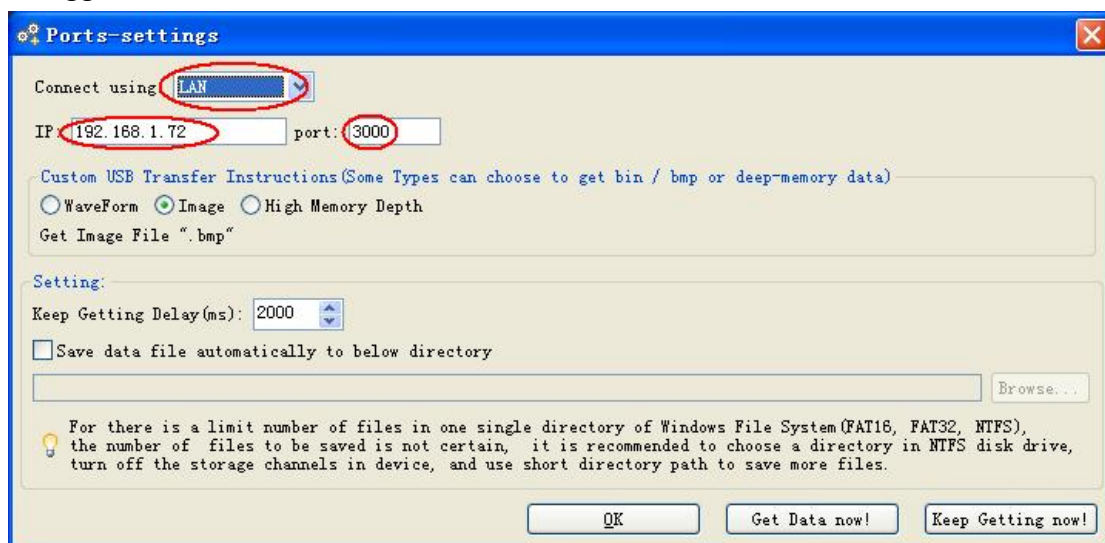 Ports-settings
Connect using: LAN
IP: 192.168.1.72 port: 3000
Custom USB Transfer Instructions(Some Types can choose to get bin / bmp or deep-memory data)
WaveForm Image High Memory Depth
Get Image File ".bmp"
Setting:
Keep Getting Delay(ms): 2000
Save data file automatically to below directory
Browse...
For there is a limit number of files in one single directory of Windows File System(FAT16, FAT32, NTFS),
the number of files to be saved is not certain, it is recommended to choose a directory in NTFS disk drive,
turn off the storage channels in device, and use short directory path to save more files.
OK Get Data now! Keep Getting now!